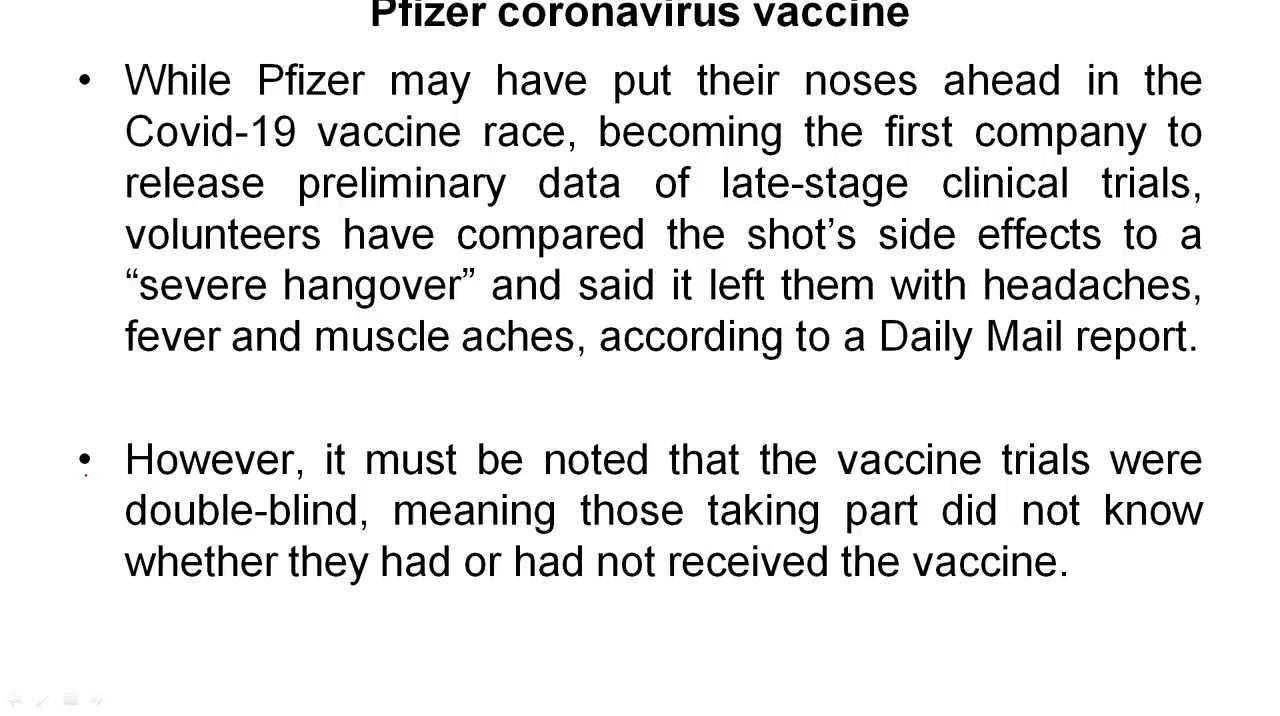 Pfizer coronavirus vaccine
• While Pfizer may have put their noses ahead in the
Covid-19 vaccine race, becoming the first company to
release preliminary data of late-stage clinical trials,
volunteers have compared the shot’s side effects to a
“severe hangover” and said it left them with headaches,
fever and muscle aches, according to a Daily Mail report.
• However, it must be noted that the vaccine trials were
double-blind, meaning those taking part did not know
whether they had or had not received the vaccine.